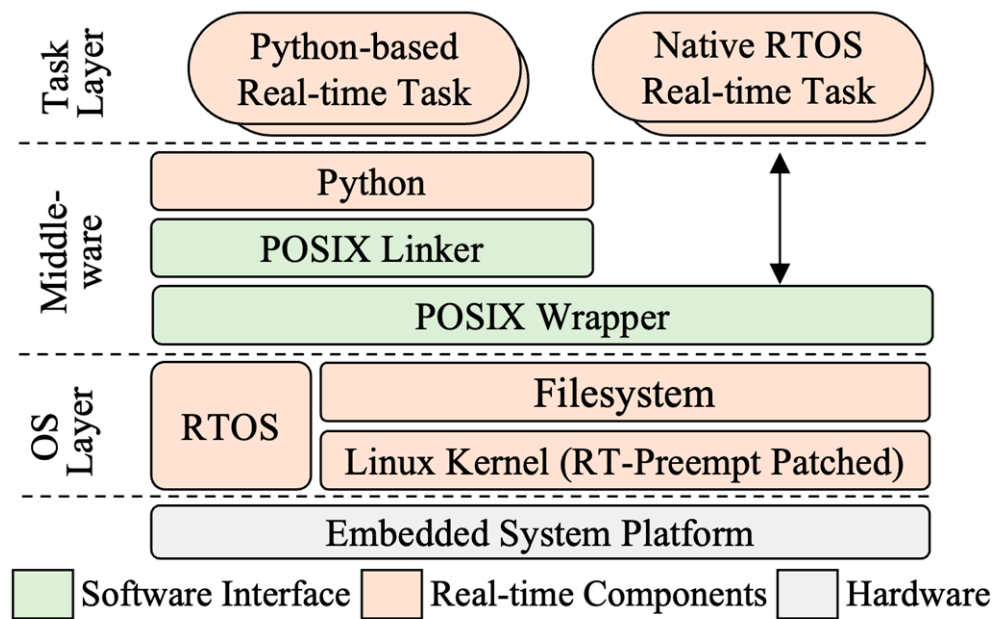 Task
Layer
Python-based
Real-time Task
Native RTOS
Real-time Task
Middle-
ware
Python
POSIX Linker
POSIX Wrapper
OS
Layer
RTOS
Filesystem
Linux Kernel (RT-Preempt Patched)
Embedded System Platform
Software Interface
Real-time Components
Hardware